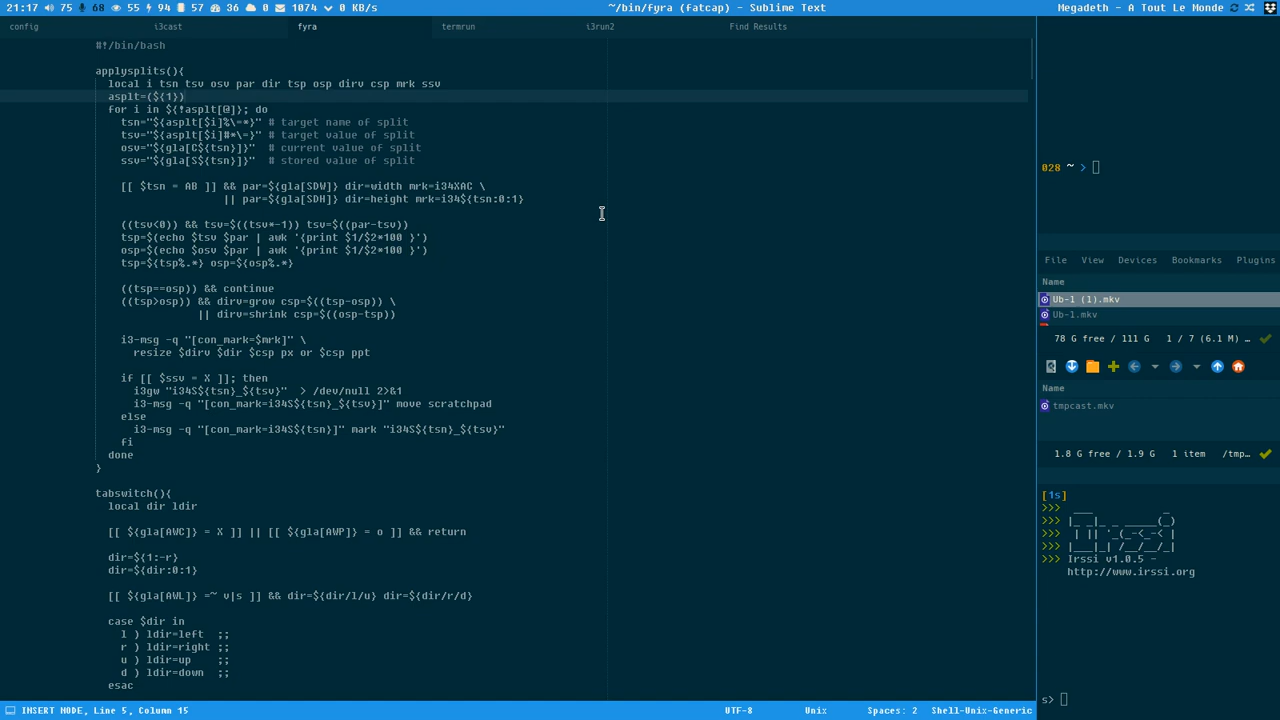 21:17 75 68 55 94 57 36 0 1074 0 KB/s ~/bin/fyra (fatcap) - Sublime Text Megadeth - A Tout Le Monde
config i3cast fyra termrun i3run2 Find Results
#!/bin/bash
applysplits(){
local i tsn tsv osv par dir tsp osp dirv csp mrk ssv
asplt=(${1})
for i in ${!asplt[@]}; do
tsn="${asplt[$i]%\=*}" # target name of split
tsv="${asplt[$i]#*\=}" # target value of split
osv="${gla[C${tsn}]}" # current value of split
ssv="${gla[S${tsn}]}" # stored value of split
[[ $tsn = AB ]] && par=${gla[SDW]} dir=width mrk=i34XAC \
|| par=${gla[SDH]} dir=height mrk=i34${tsn:0:1}
((tsv<0)) && tsv=$((tsv*-1)) tsv=$((par-tsv))
tsp=$(echo $tsv $par | awk '{print $1/$2*100 }')
osp=$(echo $osv $par | awk '{print $1/$2*100 }')
tsp=${tsp%.*} osp=${osp%.*}
((tsp==osp)) && continue
((tsp>osp)) && dirv=grow csp=$((tsp-osp)) \
|| dirv=shrink csp=$((osp-tsp))
i3-msg -q "[con_mark=$mrk]" \
resize $dirv $dir $csp px or $csp ppt
if [[ $ssv = X ]]; then
i3gw "i34S${tsn}_${tsv}" > /dev/null 2>&1
i3-msg -q "[con_mark=i34S${tsn}_${tsv}]" move scratchpad
else
i3-msg -q "[con_mark=i34S${tsn}]" mark "i34S${tsn}_${tsv}"
fi
done
}
tabswitch(){
local dir ldir
[[ ${gla[AWC]} = X ]] || [[ ${gla[AWP]} = o ]] && return
dir=${1:-r}
dir=${dir:0:1}
[[ ${gla[AWL]} =~ v|s ]] && dir=${dir/l/u} dir=${dir/r/d}
case $dir in
l ) ldir=left ;;
r ) ldir=right ;;
u ) ldir=up ;;
d ) ldir=down ;;
esac
INSERT MODE, Line 5, Column 15 UTF-8 Unix Spaces: 2 Shell-Unix-Generic
028 ~ >
File View Devices Bookmarks Plugins
Name
Ub-1 (1).mkv
Ub-1.mkv
78 G free / 111 G 1 / 7 (6.1 M) …
Name
tmpcast.mkv
1.8 G free / 1.9 G 1 item /tmp…
[1s]
>>> ___ _
>>> |_ _|_ _ _____(_)
>>> | || '_(_-<_-< |
>>> |___|_| /__/__/_|
>>> Irssi v1.0.5 -
http://www.irssi.org
s>